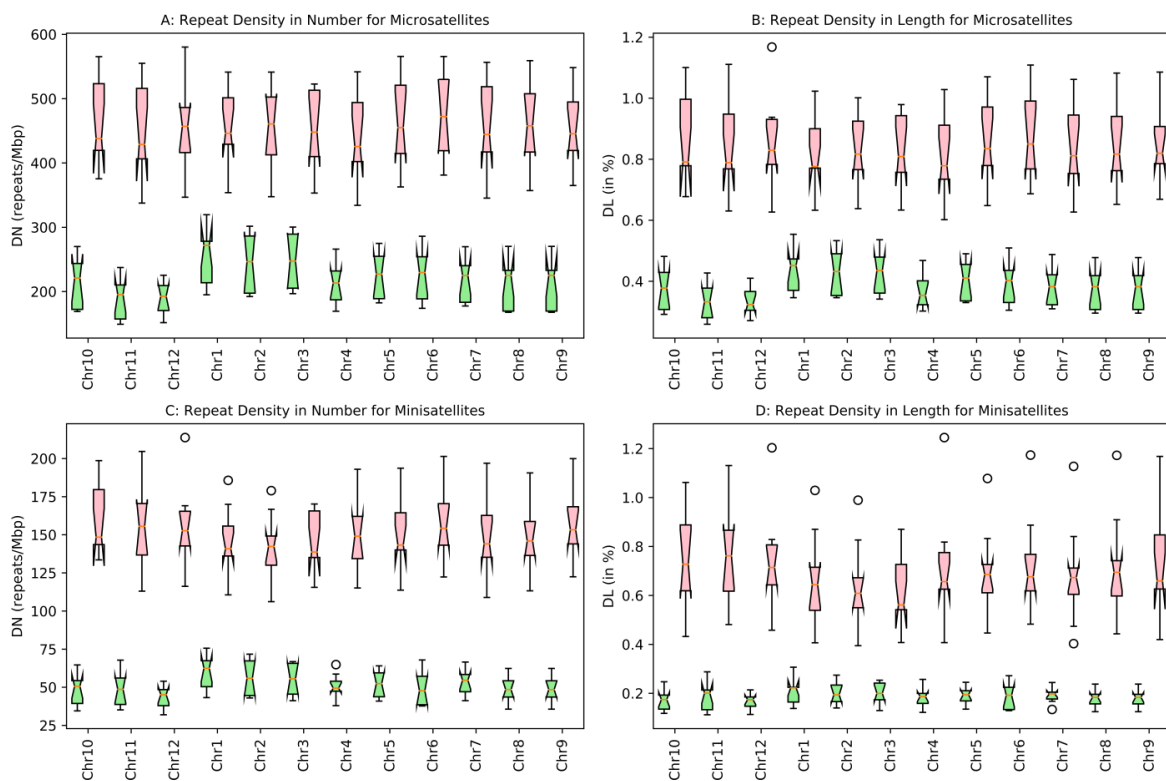 A: Repeat Density in Number for Microsatellites
DN (repeats/Mbp)
600
500
400
300
200
Chr10 Chr11 Chr12 Chr1 Chr2 Chr3 Chr4 Chr5 Chr6 Chr7 Chr8 Chr9
B: Repeat Density in Length for Microsatellites
DL (in %)
1.2
1.0
0.8
0.6
0.4
Chr10 Chr11 Chr12 Chr1 Chr2 Chr3 Chr4 Chr5 Chr6 Chr7 Chr8 Chr9
C: Repeat Density in Number for Minisatellites
DN (repeats/Mbp)
200
175
150
125
100
75
50
25
Chr10 Chr11 Chr12 Chr1 Chr2 Chr3 Chr4 Chr5 Chr6 Chr7 Chr8 Chr9
D: Repeat Density in Length for Minisatellites
DL (in %)
1.2
1.0
0.8
0.6
0.4
0.2
Chr10 Chr11 Chr12 Chr1 Chr2 Chr3 Chr4 Chr5 Chr6 Chr7 Chr8 Chr9